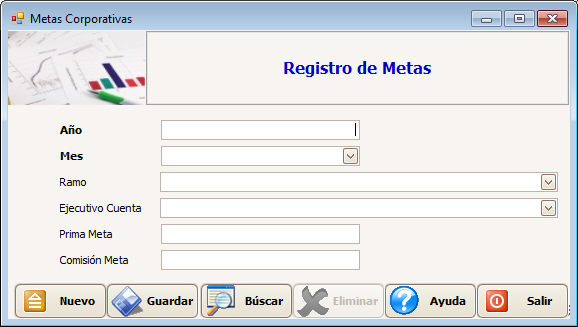 Metas Corporativas
Registro de Metas
Año
Mes
Ramo
Ejecutivo Cuenta
Prima Meta
Comisión Meta
Nuevo Guardar Búscar Eliminar Ayuda Salir